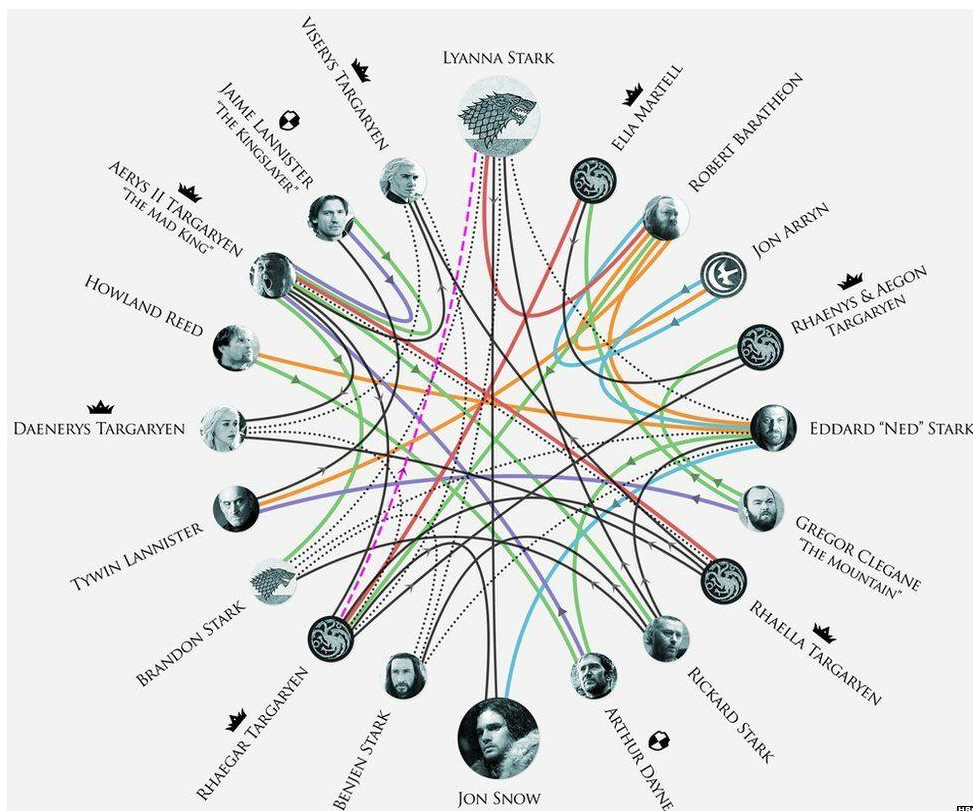 LYANNA STARK
ELIA MARTELL
ROBERT BARATHEON
JON ARRYN
RHAENYS & AEGON
TARGARYEN
EDDARD "NED" STARK
GREGOR CLEGANE
"THE MOUNTAIN"
RHAELLA TARGARYEN
RICKARD STARK
ARTHUR DAYNE
JON SNOW
BENJEN STARK
RHAEGAR TARGARYEN
BRANDON STARK
TYWIN LANNISTER
DAENERYS TARGARYEN
HOWLAND REED
AERYS II TARGARYEN
"THE MAD KING"
JAIME LANNISTER
"THE KINGSLAYER"
VISERYS TARGARYEN